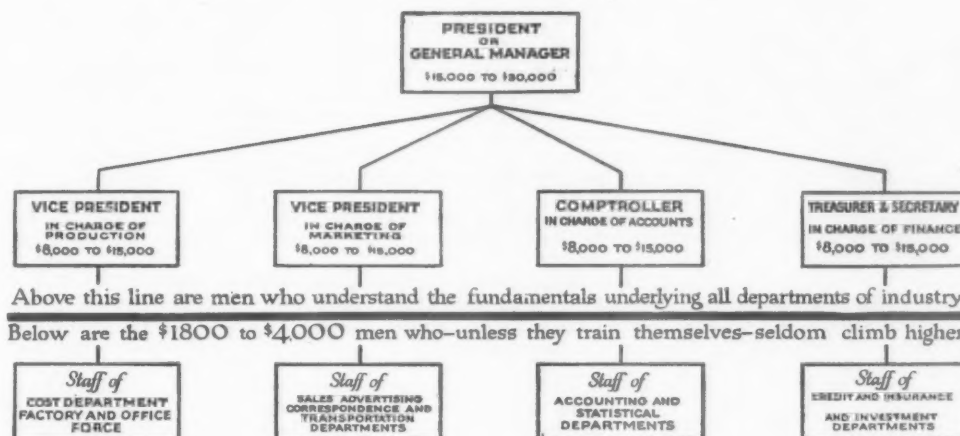 PRESIDENT
OR
GENERAL MANAGER
$15,000 TO $30,000
VICE PRESIDENT
IN CHARGE OF
PRODUCTION
$8,000 TO $15,000
VICE PRESIDENT
IN CHARGE OF
MARKETING
$8,000 TO $15,000
COMPTROLLER
IN CHARGE OF ACCOUNTS
$8,000 TO $15,000
TREASURER & SECRETARY
IN CHARGE OF FINANCE
$8,000 TO $15,000
Above this line are men who understand the fundamentals underlying all departments of industry
Below are the $1800 to $4,000 men who—unless they train themselves—seldom climb higher
Staff of
COST DEPARTMENT
FACTORY AND OFFICE
FORCE
Staff of
SALES ADVERTISING
CORRESPONDENCE AND
TRANSPORTATION
DEPARTMENTS
Staff of
ACCOUNTING AND
STATISTICAL
DEPARTMENTS
Staff of
CREDIT AND INSURANCE
AND INVESTMENT
DEPARTMENTS